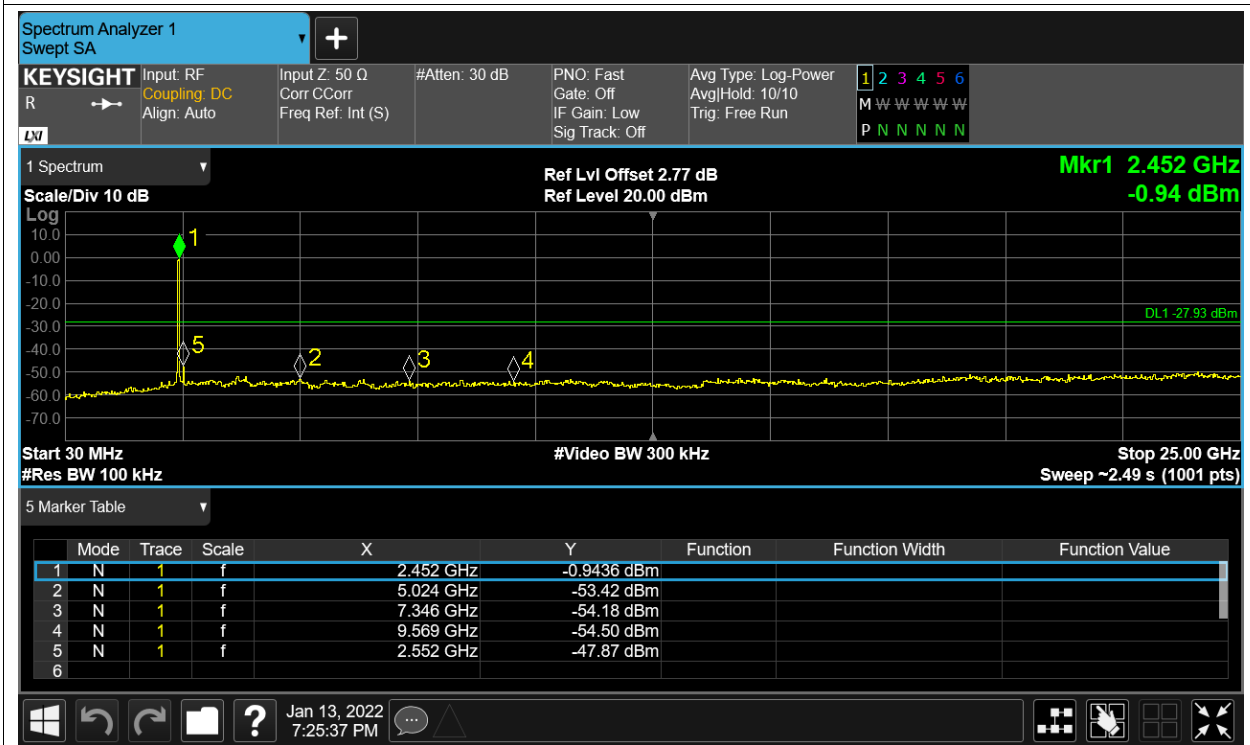 Spectrum Analyzer 1
Swept SA
+
KEYSIGHT Input: RF Input Z: 50 Ω #Atten: 30 dB PNO: Fast Avg Type: Log-Power 1 2 3 4 5 6
R Coupling: DC Corr CCorr Gate: Off Avg|Hold: 10/10 M W W W W W
Align: Auto Freq Ref: Int (S) IF Gain: Low Trig: Free Run
LXI Sig Track: Off P N N N N N
1 Spectrum Ref Lvl Offset 2.77 dB Mkr1 2.452 GHz
Scale/Div 10 dB Ref Level 20.00 dBm -0.94 dBm
Log
10.0 1
0.00
-10.0
-20.0
DL1 -27.93 dBm
-30.0
-40.0 5 2 3 4
-50.0
-60.0
-70.0
Start 30 MHz #Video BW 300 kHz Stop 25.00 GHz
#Res BW 100 kHz Sweep ~2.49 s (1001 pts)
5 Marker Table
Mode Trace Scale X Y Function Function Width Function Value
1 N 1 f 2.452 GHz -0.9436 dBm
2 N 1 f 5.024 GHz -53.42 dBm
3 N 1 f 7.346 GHz -54.18 dBm
4 N 1 f 9.569 GHz -54.50 dBm
5 N 1 f 2.552 GHz -47.87 dBm
6
? Jan 13, 2022
7:25:37 PM